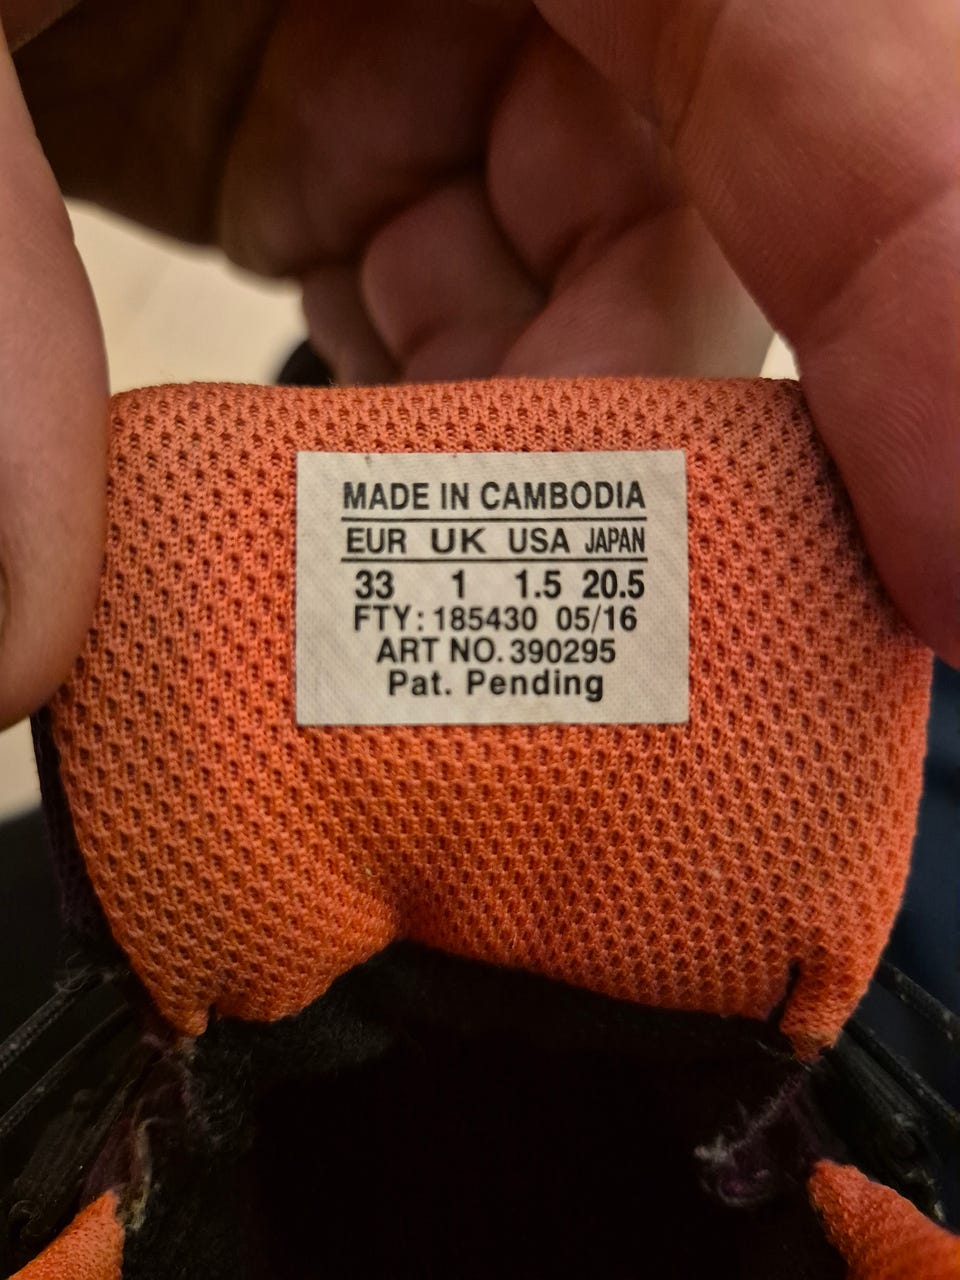 MADE IN CAMBODIA
EUR UK USA JAPAN
33 1 1.5 20.5
FTY: 185430 05/16
ART NO. 390295
Pat. Pending